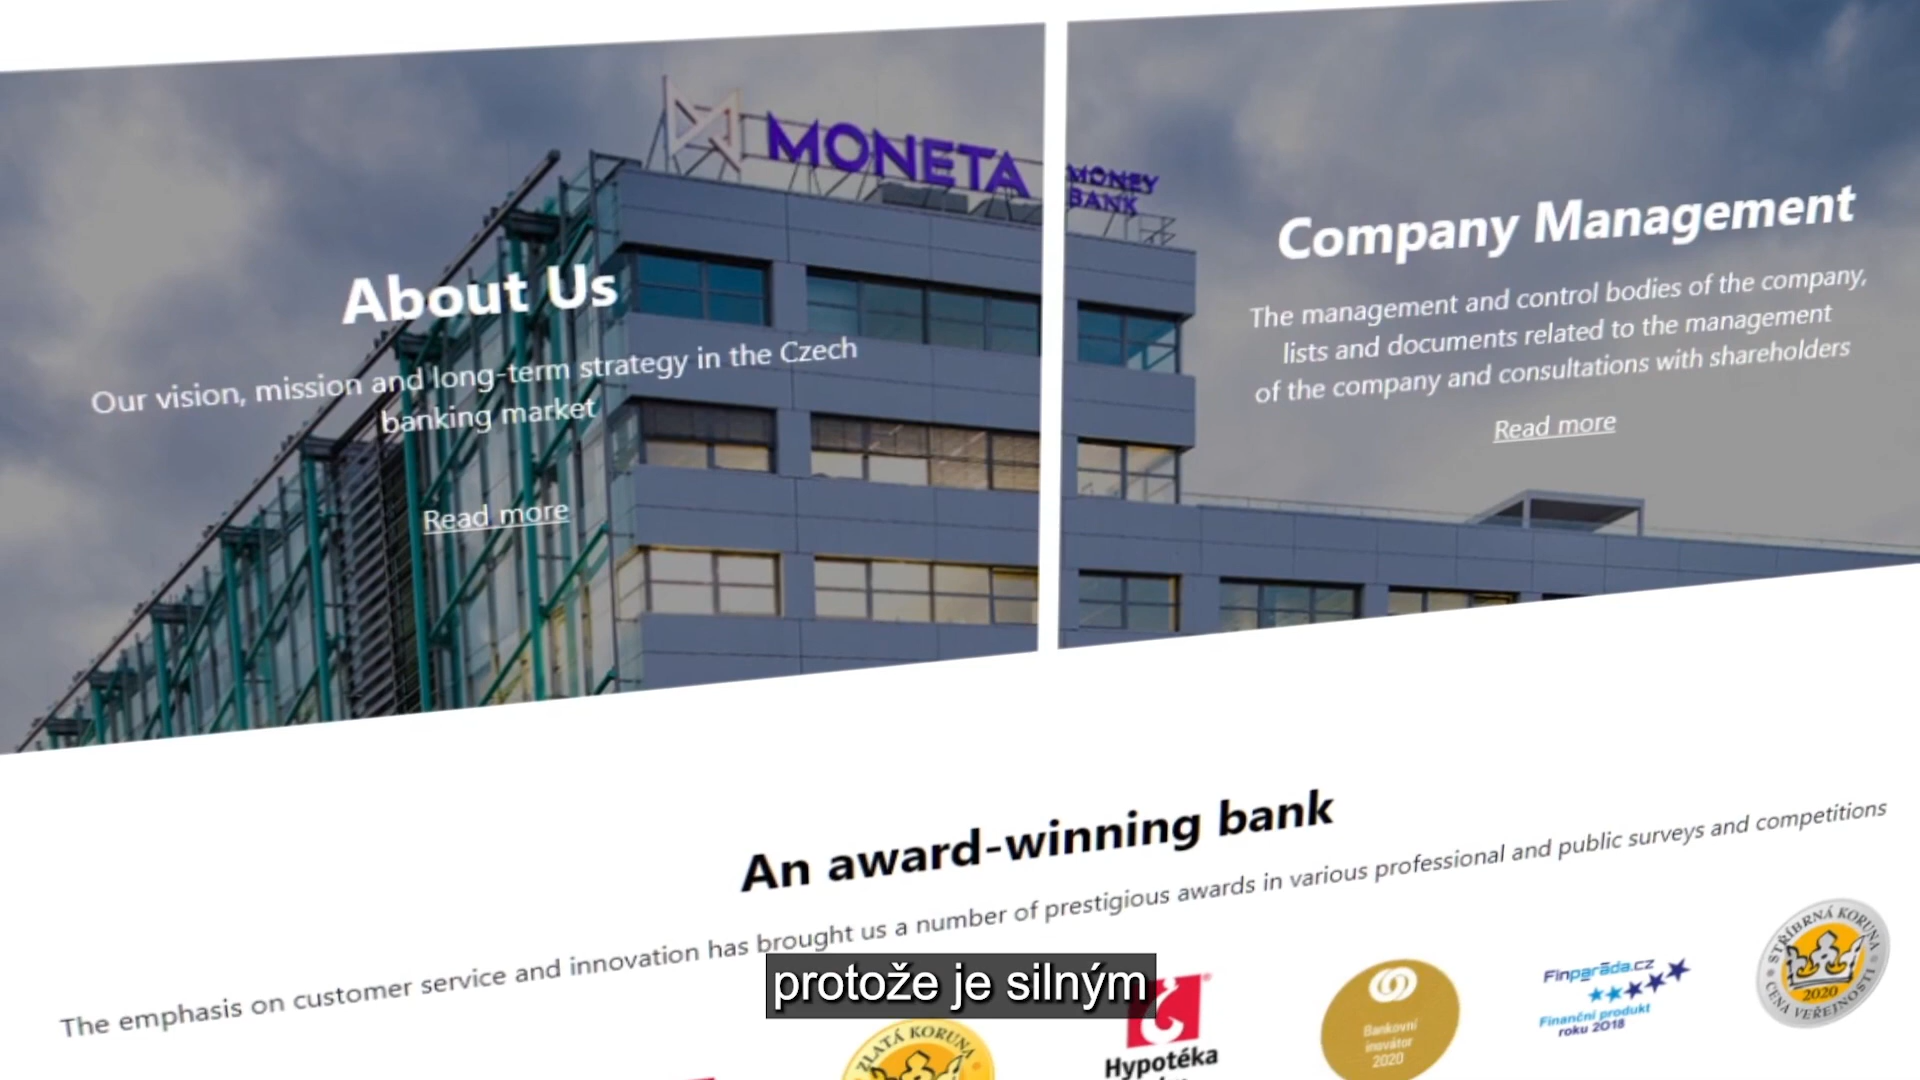 MONETA
MONEY
BANK
About Us
Our vision, mission and long-term strategy in the Czech
banking market
Read more
Company Management
The management and control bodies of the company,
lists and documents related to the management
of the company and consultations with shareholders
Read more
An award-winning bank
The emphasis on customer service and innovation has brought us a number of prestigious awards in various professional and public surveys and competitions
protože je silným
ZLATÁ KORUNA
Hypotéka
Bankovní
inovátor
2020
Finparáda.cz
Finanční produkt
roku 2018
STŘÍBRNÁ KORUNA
2020
CENA VEŘEJNOSTI